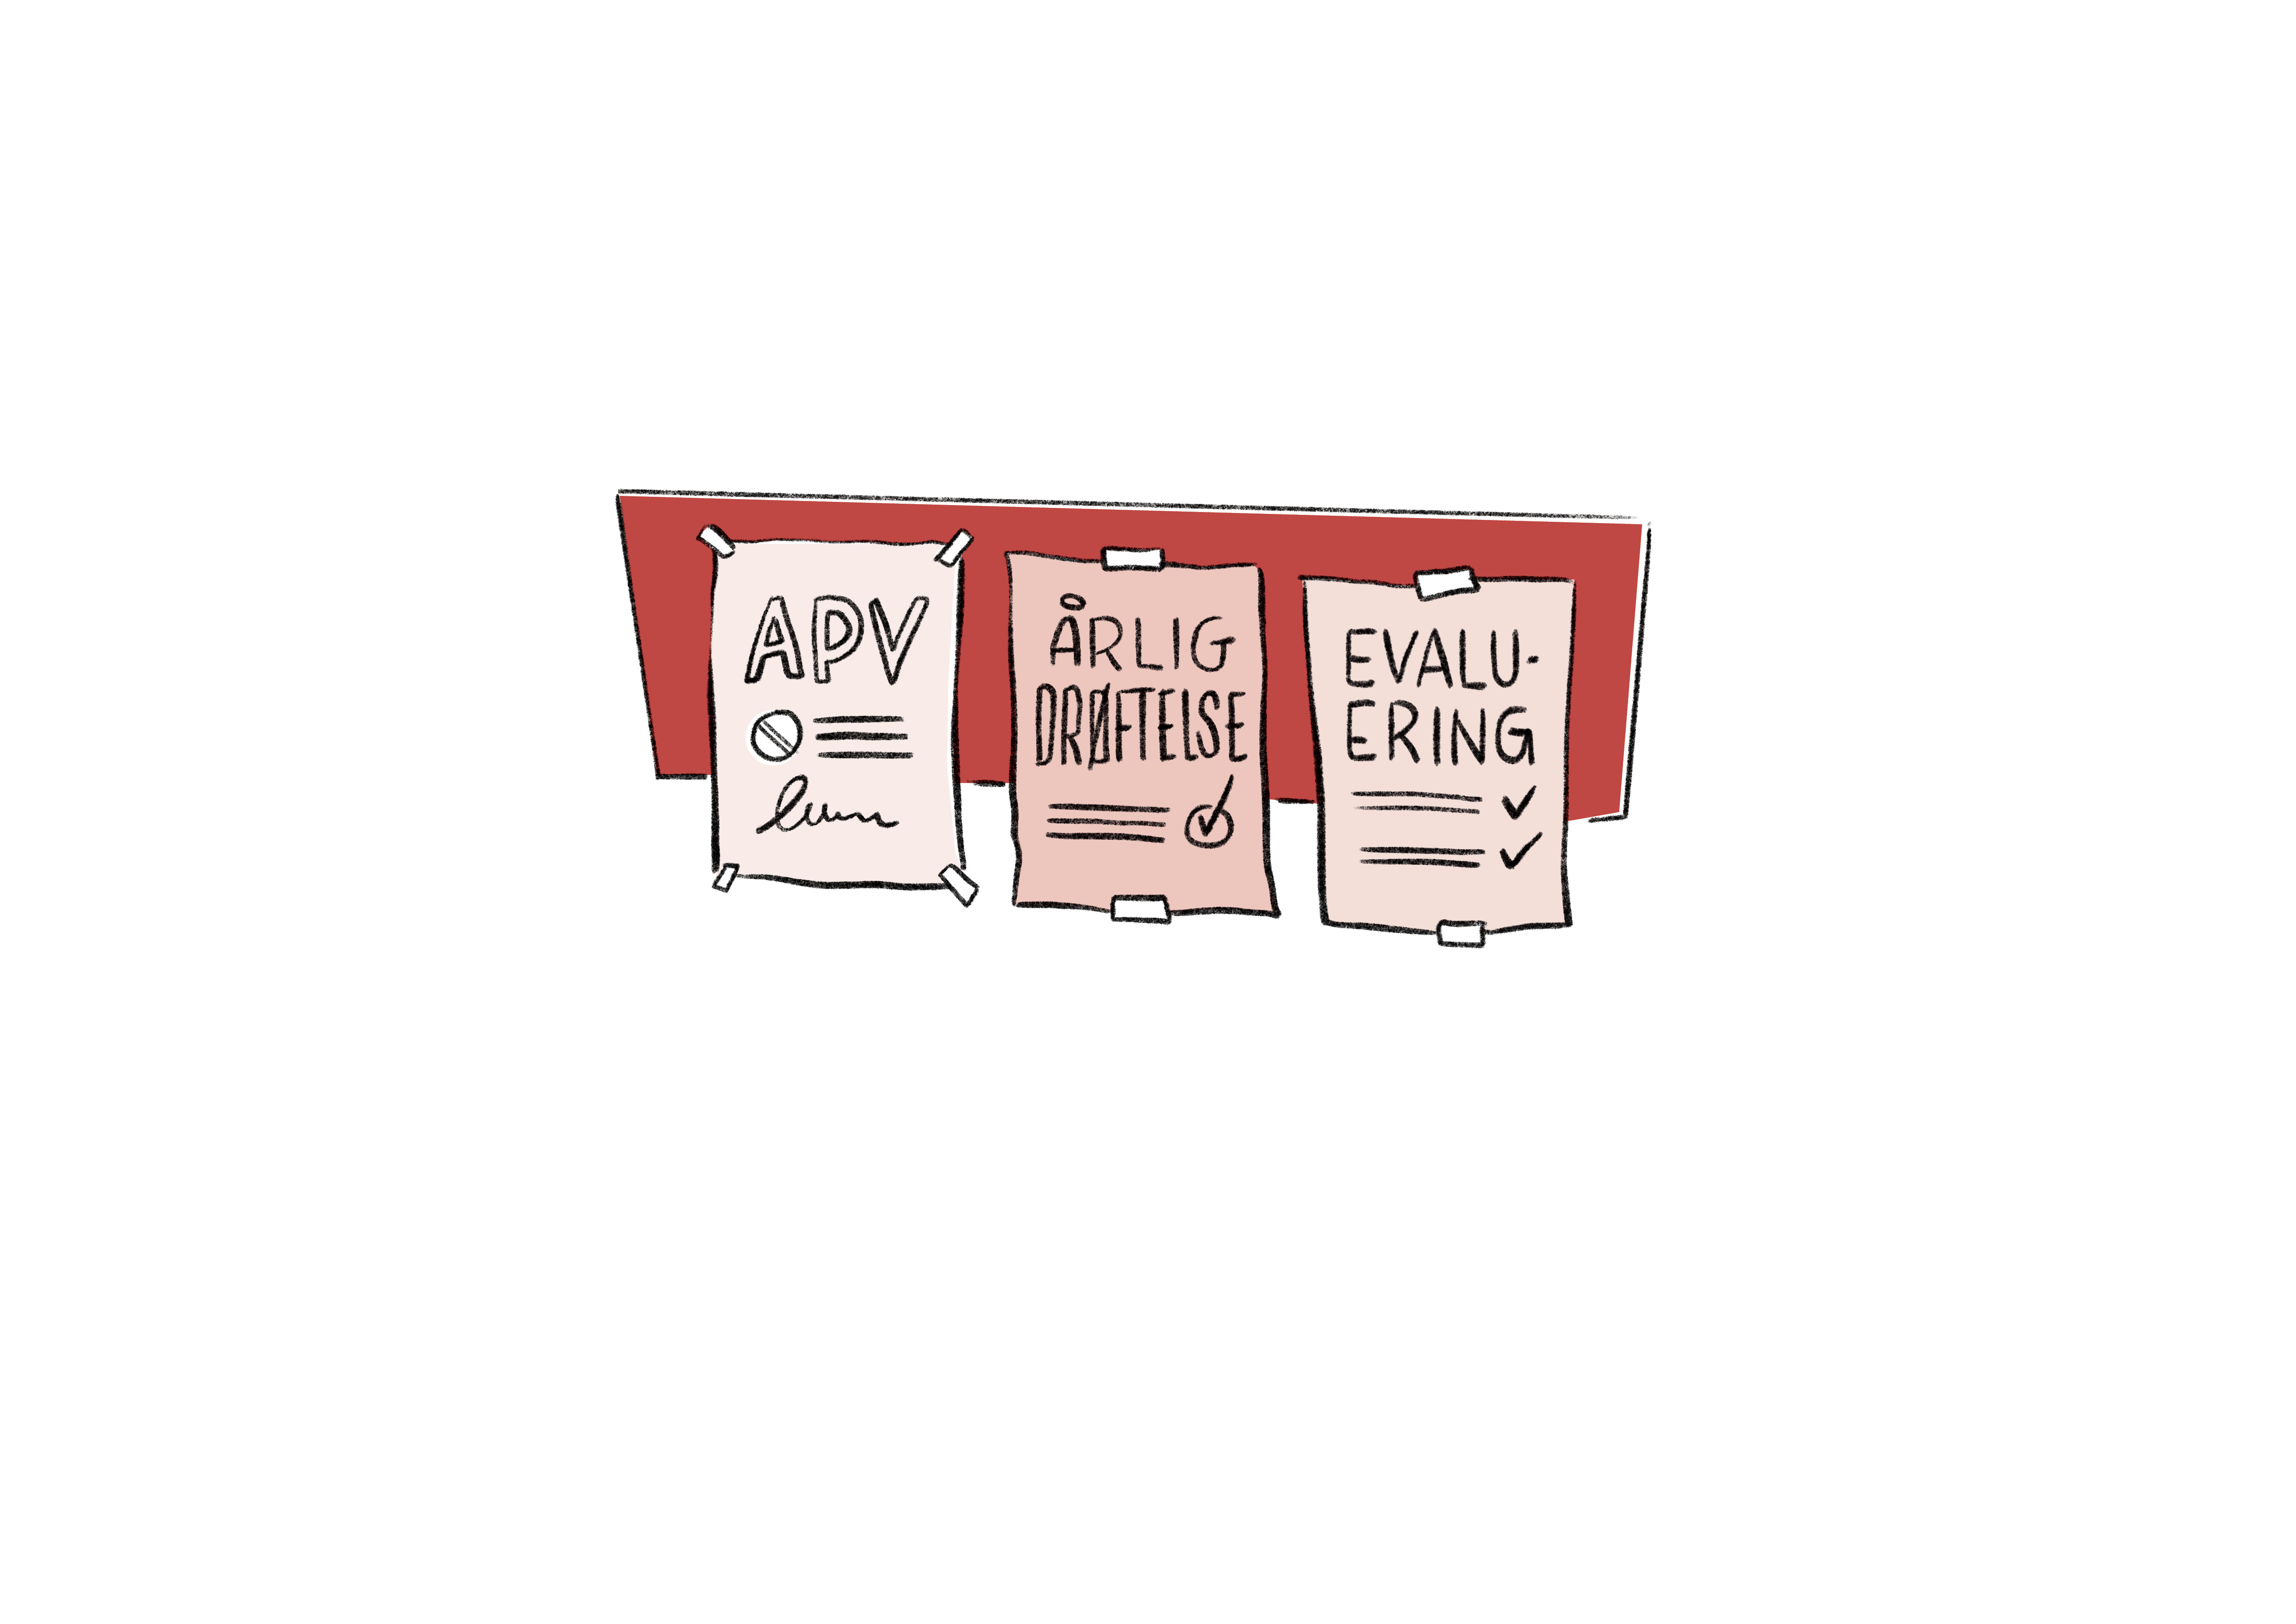 APV
ÅRLIG
DRØFTELSE
EVALU-
ERING